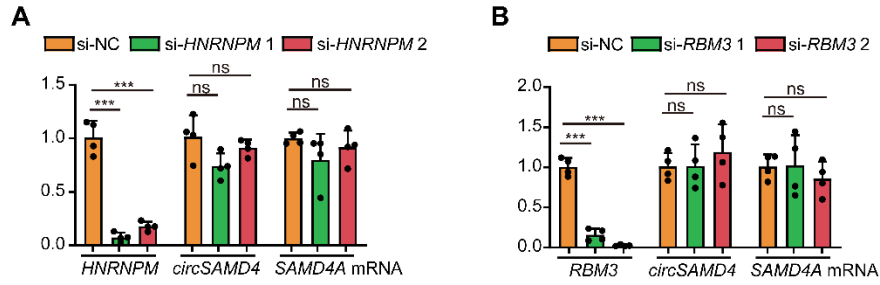 A
si-NC si-HNRNPM 1 si-HNRNPM 2
1.5
1.0
0.5
0.0
***
***
ns
ns
ns
ns
HNRNPM circSAMD4 SAMD4A mRNA
B
si-NC si-RBM3 1 si-RBM3 2
2.0
1.5
1.0
0.5
0.0
***
***
ns
ns
ns
ns
RBM3 circSAMD4 SAMD4A mRNA